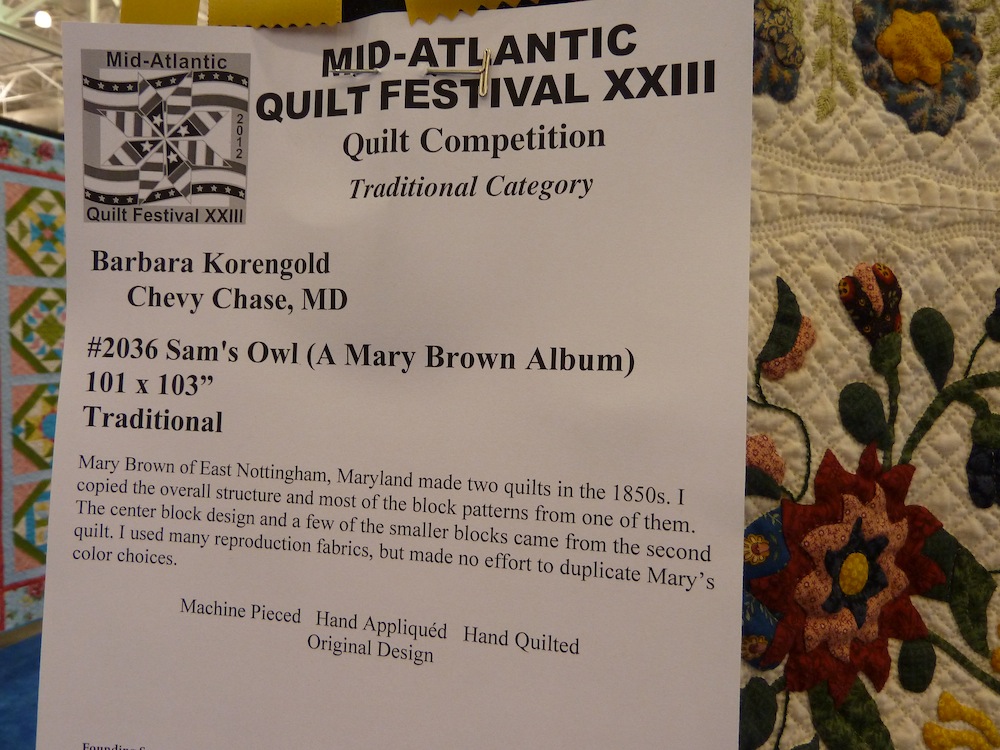 Mid-Atlantic
2012
Quilt Festival XXIII
MID-ATLANTIC
QUILT FESTIVAL XXIII
Quilt Competition
Traditional Category
Barbara Korengold
Chevy Chase, MD
#2036 Sam's Owl (A Mary Brown Album)
101 x 103”
Traditional
Mary Brown of East Nottingham, Maryland made two quilts in the 1850s. I
copied the overall structure and most of the block patterns from one of them.
The center block design and a few of the smaller blocks came from the second
quilt. I used many reproduction fabrics, but made no effort to duplicate Mary’s
color choices.
Machine Pieced Hand Appliquéd Hand Quilted
Original Design